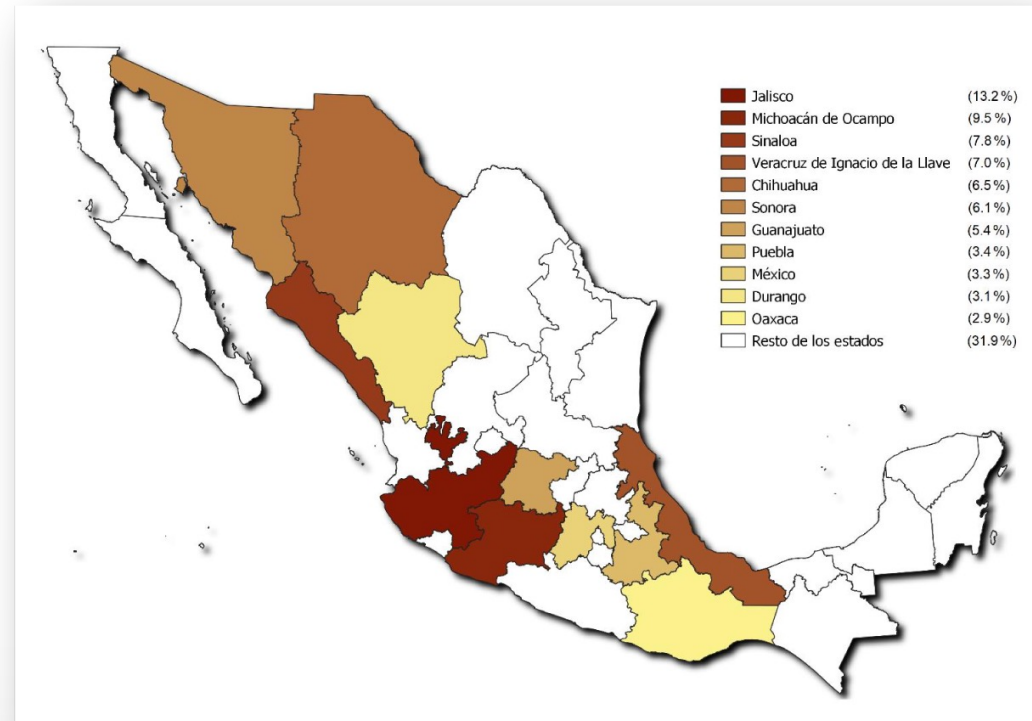 Jalisco (13.2 %)
Michoacán de Ocampo (9.5 %)
Sinaloa (7.8 %)
Veracruz de Ignacio de la Llave (7.0 %)
Chihuahua (6.5 %)
Sonora (6.1 %)
Guanajuato (5.4 %)
Puebla (3.4 %)
México (3.3 %)
Durango (3.1 %)
Oaxaca (2.9 %)
Resto de los estados (31.9 %)